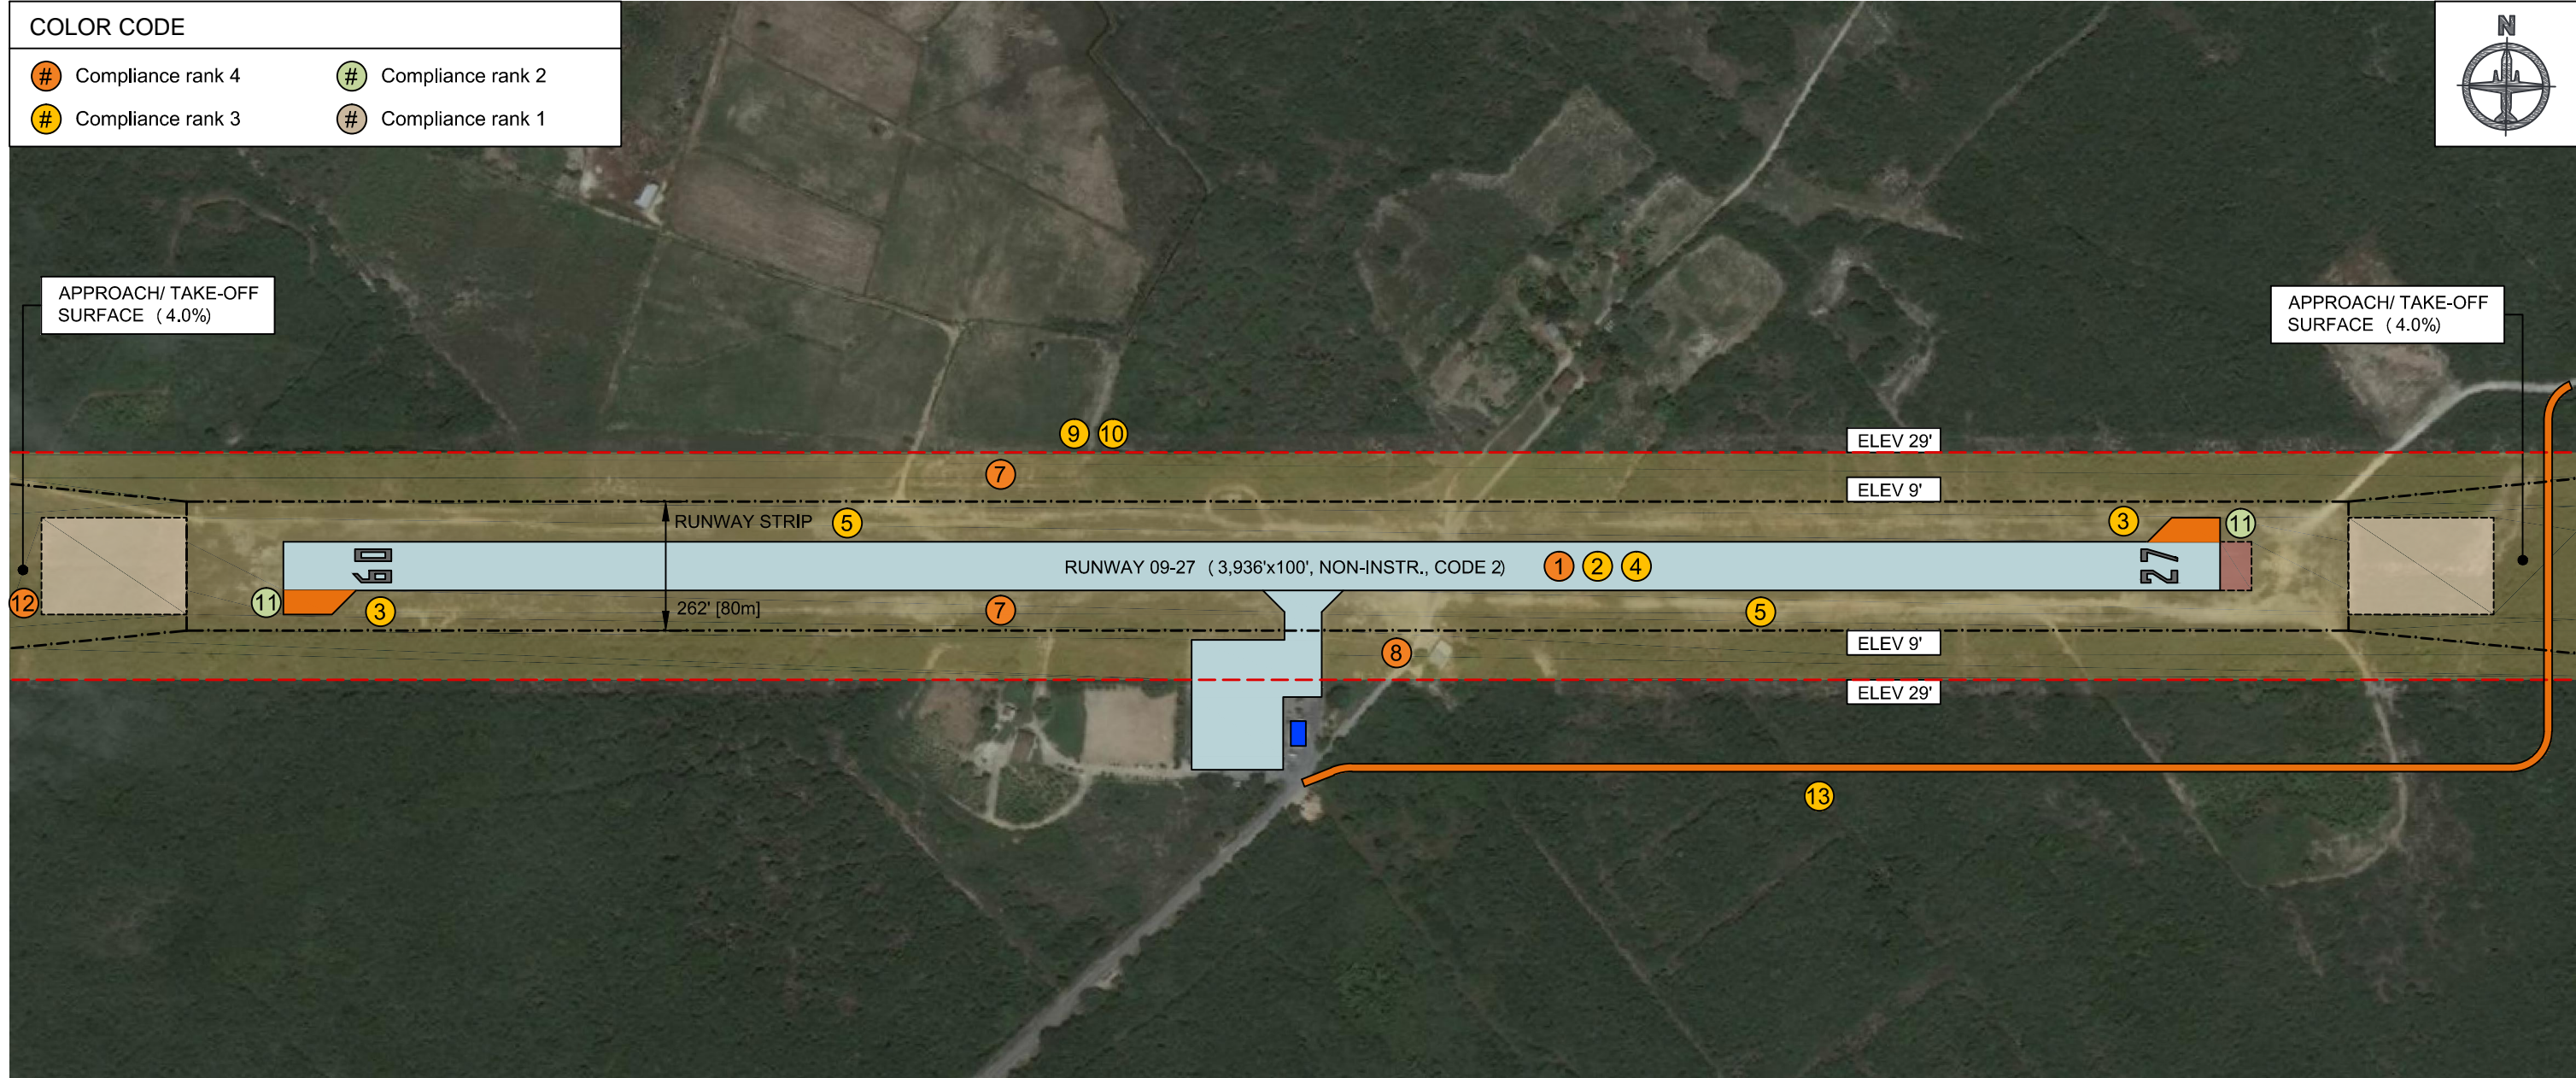 COLOR CODE
# Compliance rank 4
# Compliance rank 2
# Compliance rank 3
# Compliance rank 1
N
APPROACH/ TAKE-OFF
SURFACE (4.0%)
APPROACH/ TAKE-OFF
SURFACE (4.0%)
9 10
ELEV 29'
7
ELEV 9'
RUNWAY STRIP 5
3
11
09
RUNWAY 09-27 (3,936'x100', NON-INSTR., CODE 2) 1 2 4
27
12
11
3
262' [80m]
7
5
ELEV 9'
8
ELEV 29'
13